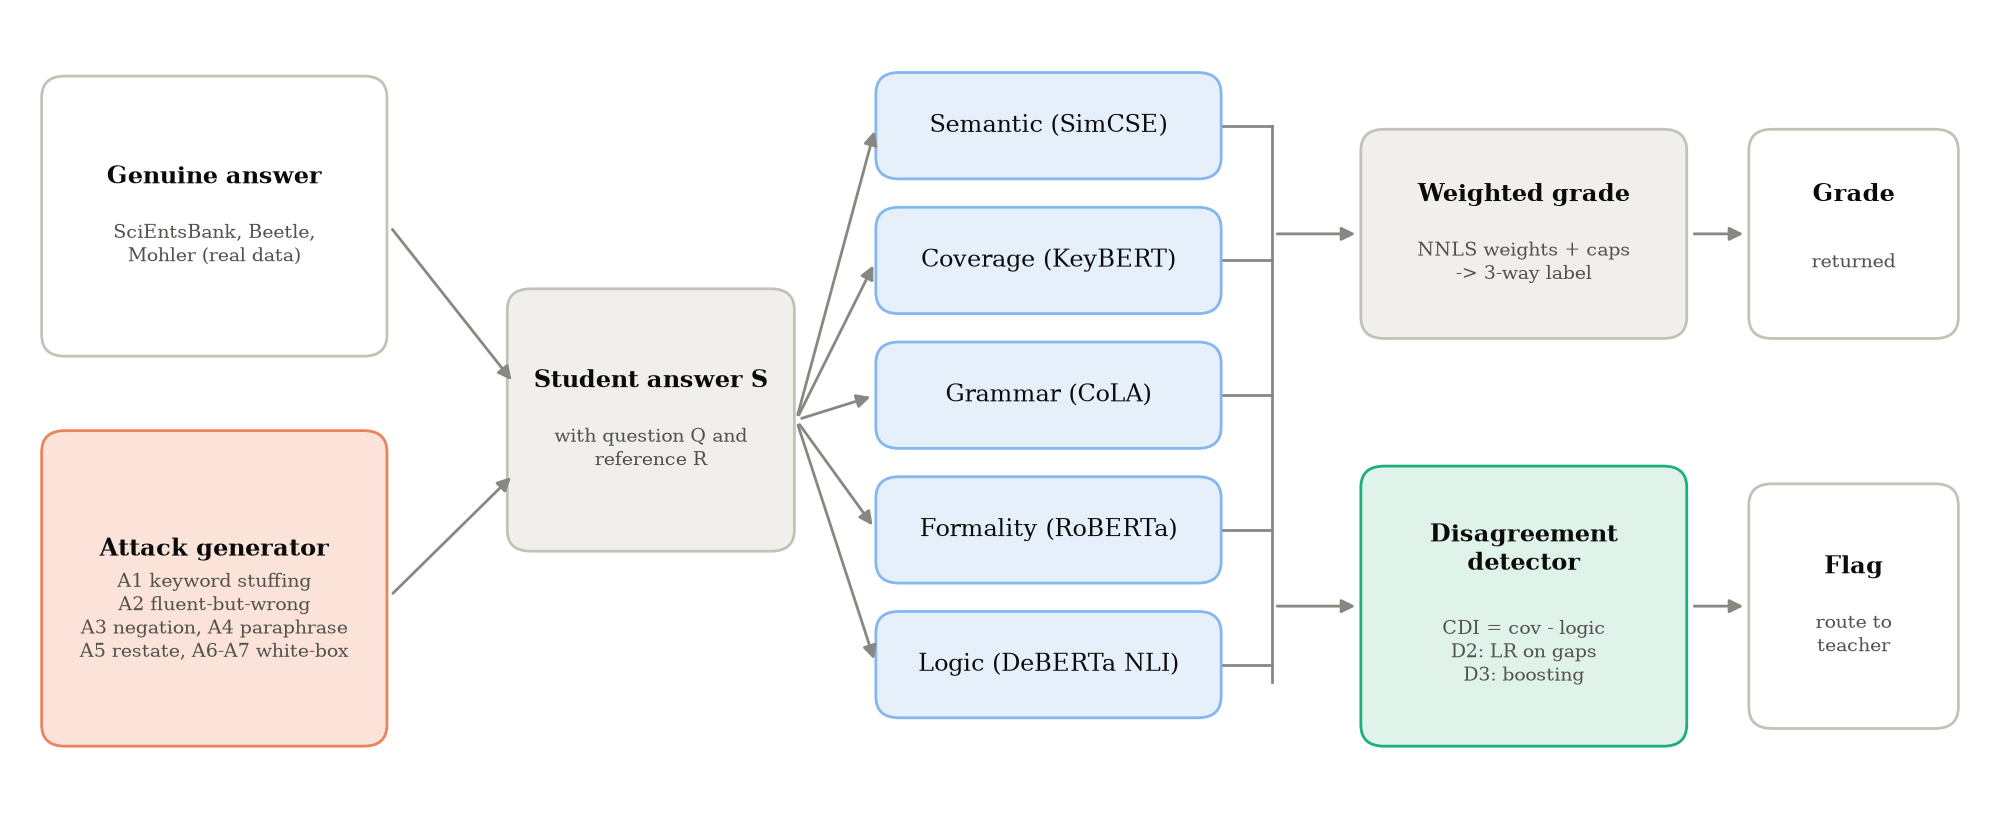 Genuine answer
SciEntsBank, Beetle,
Mohler (real data)
Attack generator
A1 keyword stuffing
A2 fluent-but-wrong
A3 negation, A4 paraphrase
A5 restate, A6-A7 white-box
Student answer S
with question Q and
reference R
Semantic (SimCSE)
Coverage (KeyBERT)
Grammar (CoLA)
Formality (RoBERTa)
Logic (DeBERTa NLI)
Weighted grade
NNLS weights + caps
-> 3-way label
Grade
returned
Disagreement
detector
CDI = cov - logic
D2: LR on gaps
D3: boosting
Flag
route to
teacher